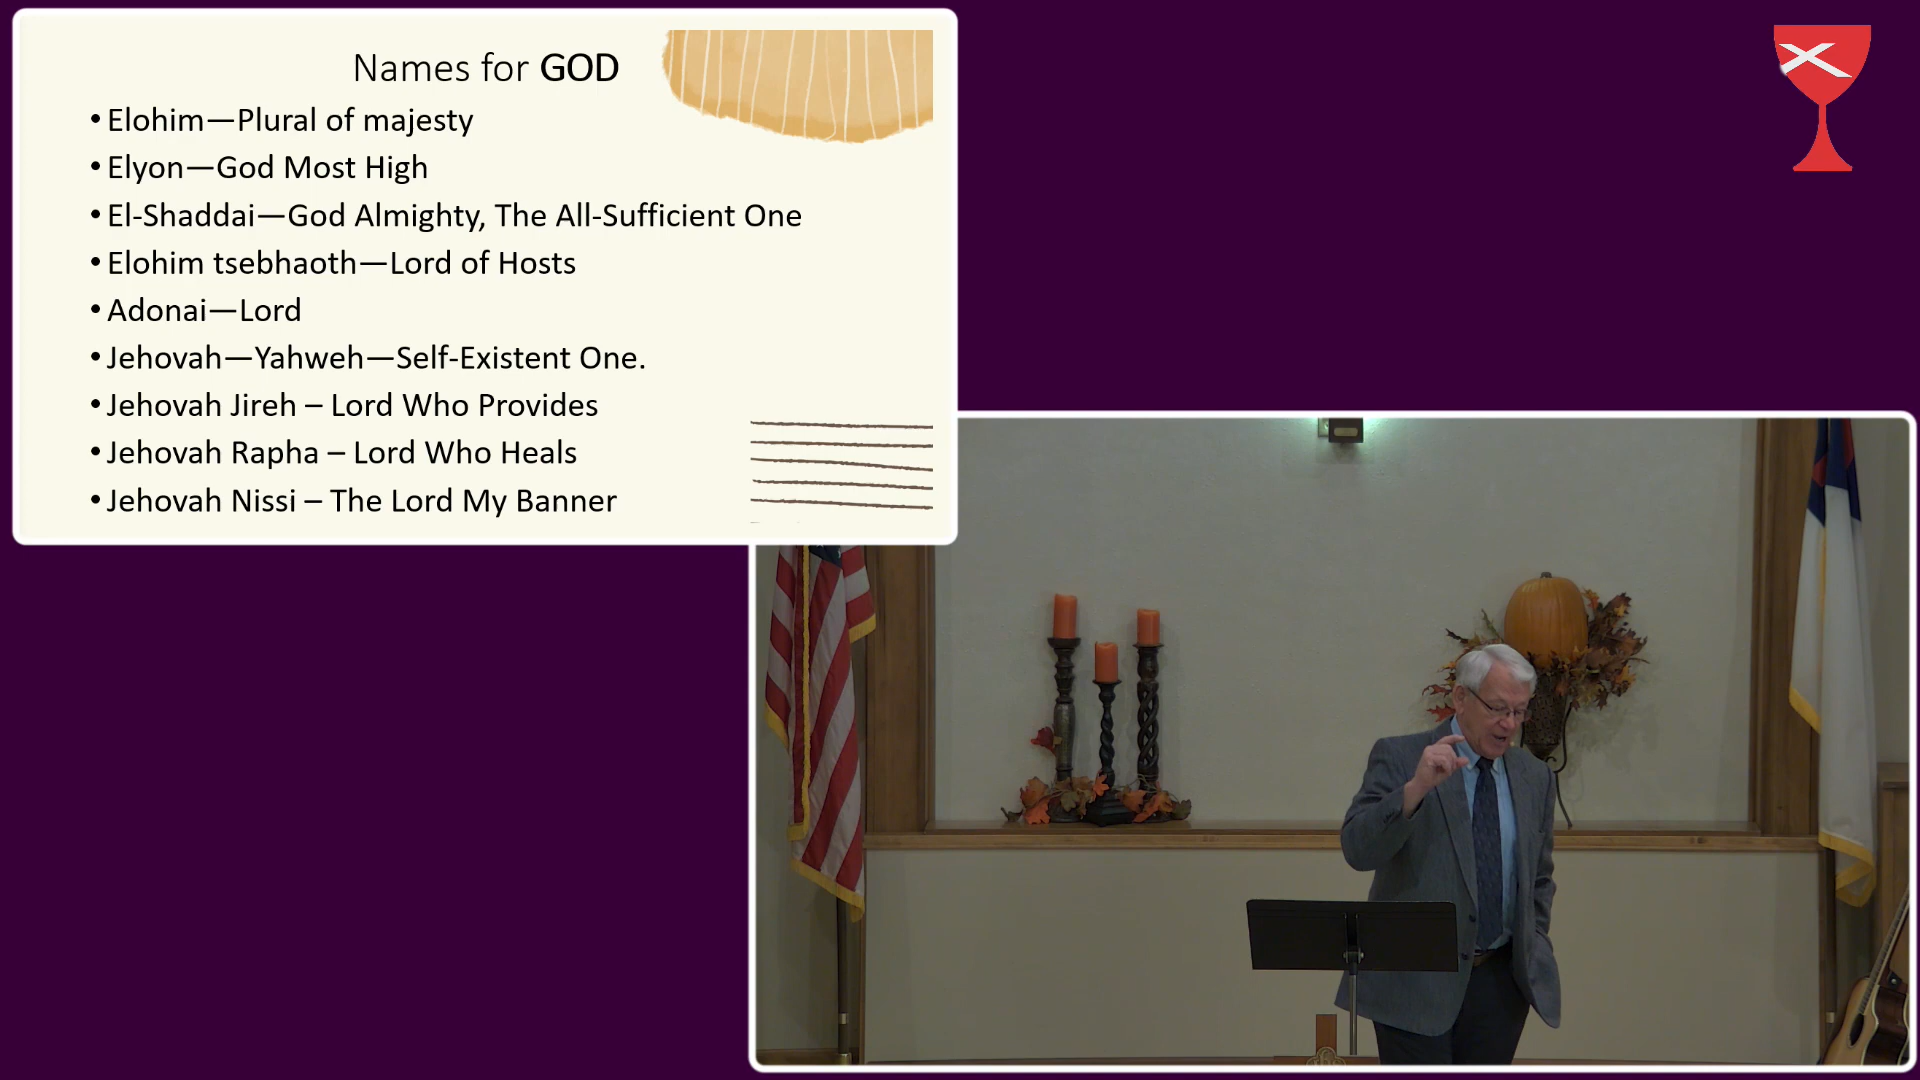 Names for GOD
• Elohim—Plural of majesty
• Elyon—God Most High
• El-Shaddai—God Almighty, The All-Sufficient One
• Elohim tsebhaoth—Lord of Hosts
• Adonai—Lord
• Jehovah—Yahweh—Self-Existent One.
• Jehovah Jireh – Lord Who Provides
• Jehovah Rapha – Lord Who Heals
• Jehovah Nissi – The Lord My Banner